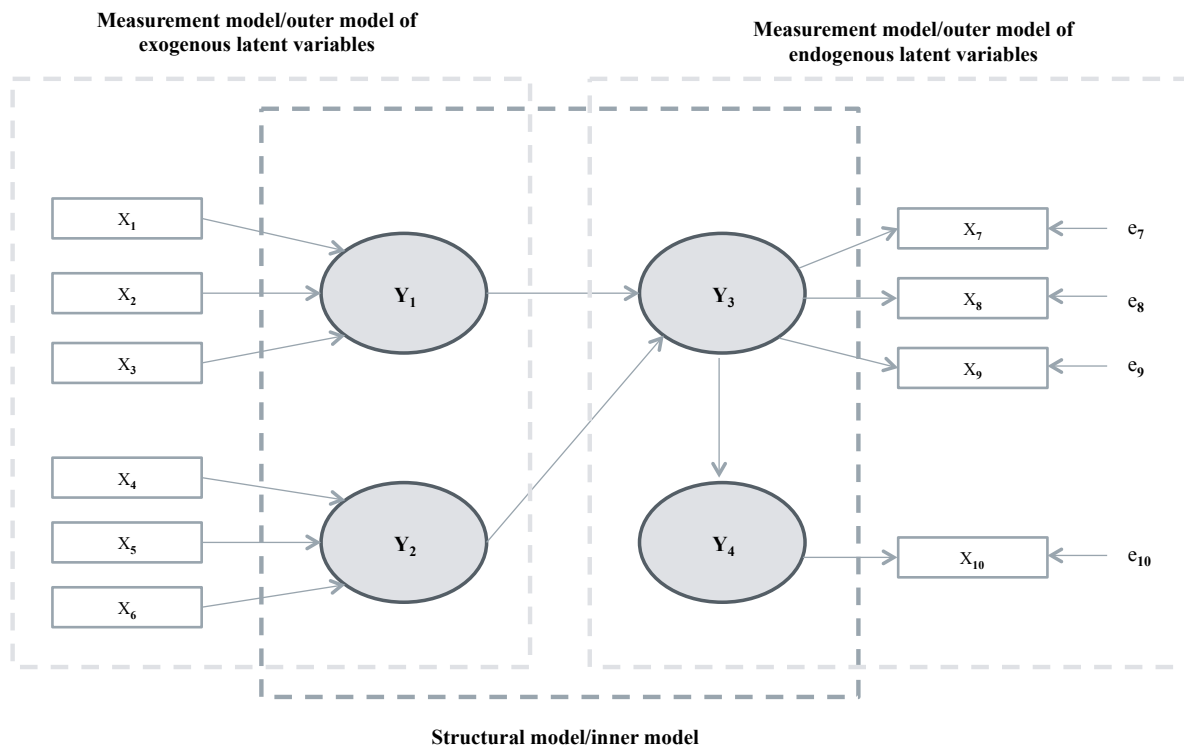 Measurement model/outer model of
exogenous latent variables
Measurement model/outer model of
endogenous latent variables
X₁
X₂
X₃
Y₁
Y₃
X₇
e₇
X₈
e₈
X₉
e₉
X₄
X₅
X₆
Y₂
Y₄
X₁₀
e₁₀
Structural model/inner model